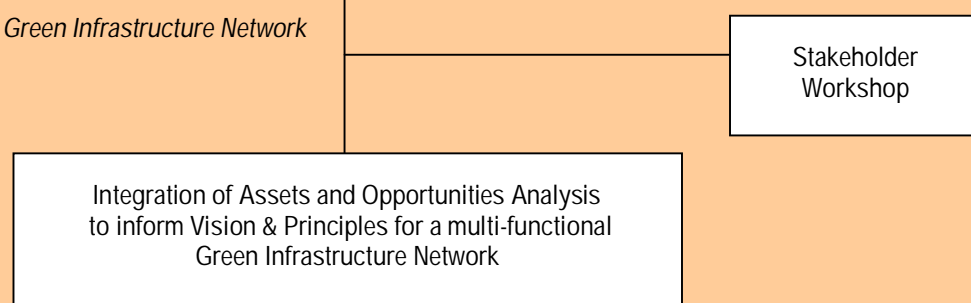 Green Infrastructure Network
Stakeholder
Workshop
Integration of Assets and Opportunities Analysis
to inform Vision & Principles for a multi-functional
Green Infrastructure Network